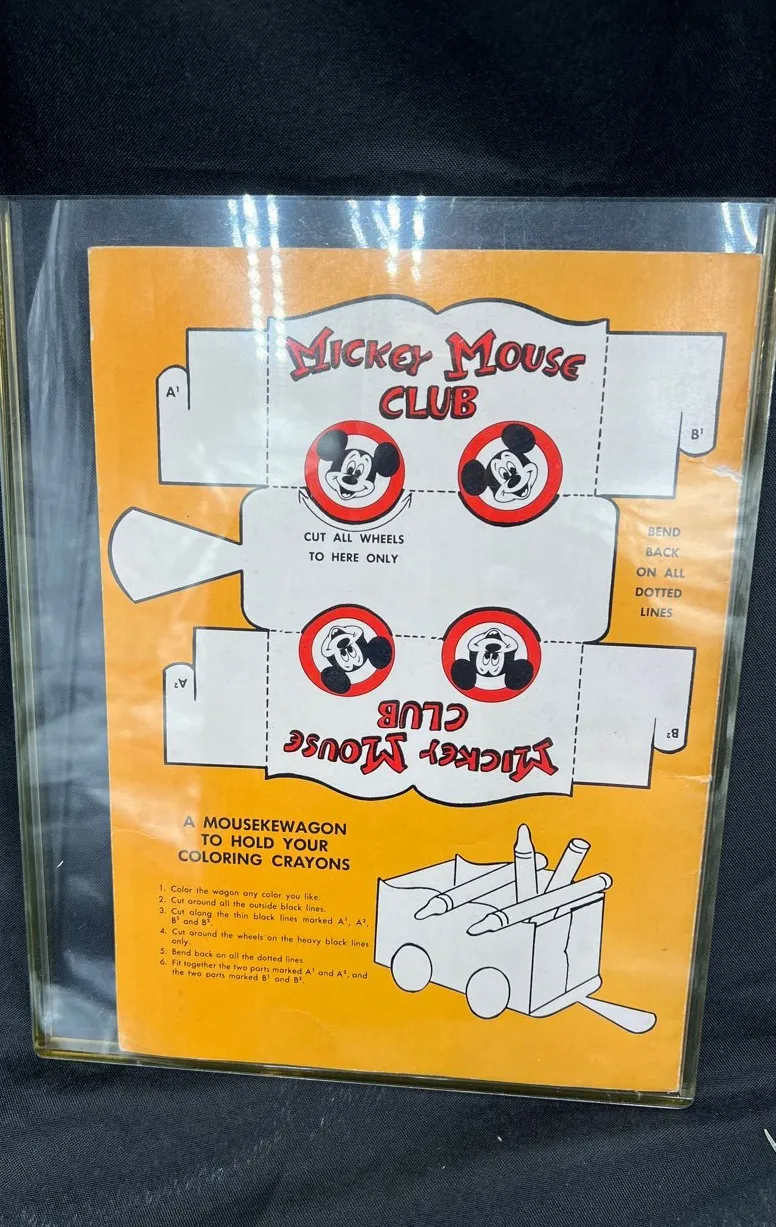 MICKEY MOUSE
CLUB
A¹
B¹
CUT ALL WHEELS
TO HERE ONLY
BEND
BACK
ON ALL
DOTTED
LINES
A²
B²
MICKEY MOUSE
CLUB
A MOUSEKEWAGON
TO HOLD YOUR
COLORING CRAYONS
1. Color the wagon any color you like.
2. Cut around all the outside black lines.
3. Cut along the thin black lines marked A¹, A²,
B¹ and B².
4. Cut around the wheels on the heavy black lines
only.
5. Bend back on all the dotted lines.
6. Fit together the two parts marked A¹ and A², and
the two parts marked B¹ and B².